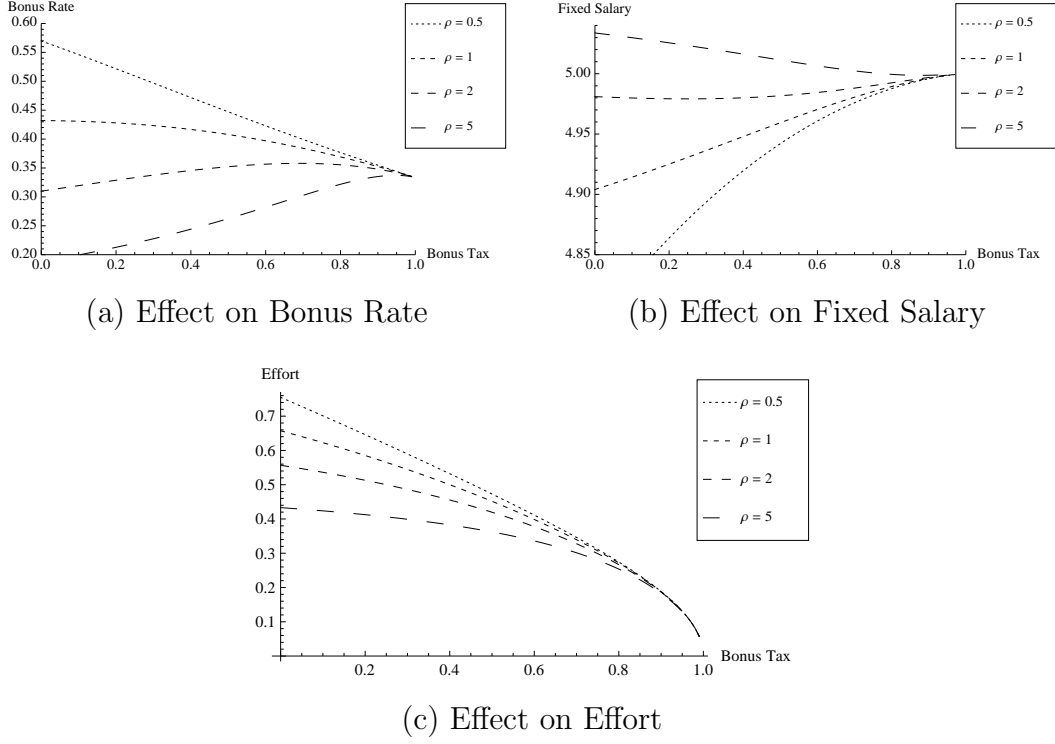 Bonus Rate
0.60
0.55
0.50
0.45
0.40
0.35
0.30
0.25
0.20
0.0 0.2 0.4 0.6 0.8 1.0
Bonus Tax
ρ = 0.5
ρ = 1
ρ = 2
ρ = 5
(a) Effect on Bonus Rate
Fixed Salary
5.00
4.95
4.90
4.85
0.0 0.2 0.4 0.6 0.8 1.0
Bonus Tax
ρ = 0.5
ρ = 1
ρ = 2
ρ = 5
(b) Effect on Fixed Salary
Effort
0.7
0.6
0.5
0.4
0.3
0.2
0.1
0.2 0.4 0.6 0.8 1.0
Bonus Tax
ρ = 0.5
ρ = 1
ρ = 2
ρ = 5
(c) Effect on Effort